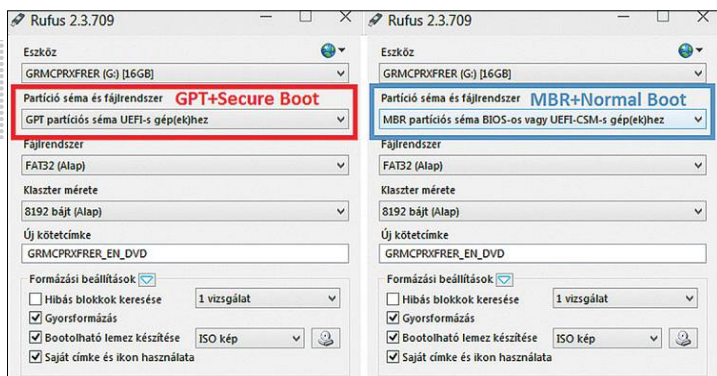 Rufus 2.3.709
Eszköz
GRMCPRXFRER (G:) [16GB]
Partíció séma és fájlrendszer GPT+Secure Boot
GPT partíciós séma UEFI-s gép(ek)hez
Fájlrendszer
FAT32 (Alap)
Klaszter mérete
8192 bájt (Alap)
Új kötetcímke
GRMCPRXFRER_EN_DVD
Formázási beállítások
Hibás blokkok keresése 1 vizsgálat
Gyorsformázás
Bootolható lemez készítése ISO kép
Saját címke és ikon használata
Rufus 2.3.709
Eszköz
GRMCPRXFRER (G:) [16GB]
Partíció séma és fájlrendszer MBR+Normal Boot
MBR partíciós séma BIOS-os vagy UEFI-CSM-s gép(ek)hez
Fájlrendszer
FAT32 (Alap)
Klaszter mérete
8192 bájt (Alap)
Új kötetcímke
GRMCPRXFRER_EN_DVD
Formázási beállítások
Hibás blokkok keresése 1 vizsgálat
Gyorsformázás
Bootolható lemez készítése ISO kép
Saját címke és ikon használata